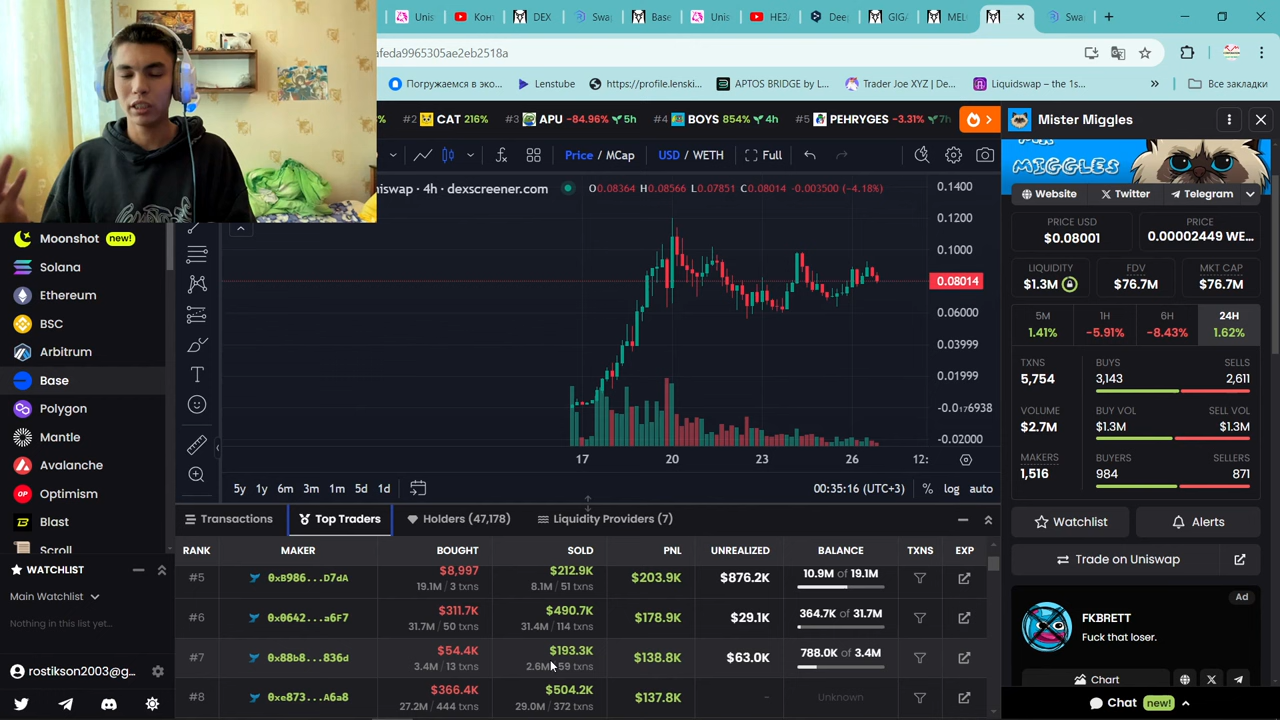 Unis
Кон
DEX
Swap
Base
Unis
НЕЗ
Deep
GIGA
MEL
Swap
afeda9965305ae2eb2518a
Погружаемся в эко...
Lenstube
https://profile.lenski...
APTOS BRIDGE by L...
Trader Joe XYZ | De...
Liquidswap – the 1s...
Все закладки
#2 CAT 216%
#3 APU -84.96% 5h
#4 BOYS 854% 4h
#5 PEHRYGES -3.31% 7h
Mister Miggles
Price / MCap
USD / WETH
Full
niswap · 4h · dexscreener.com
O0.08364 H0.08566 L0.07851 C0.08014 -0.003500 (-4.18%)
MIGGLES
Website
Twitter
Telegram
PRICE USD
$0.08001
PRICE
0.00002449 WE...
LIQUIDITY
$1.3M
FDV
$76.7M
MKT CAP
$76.7M
5M
1.41%
1H
-5.91%
6H
-8.43%
24H
1.62%
TXNS
5,754
BUYS
3,143
SELLS
2,611
VOLUME
$2.7M
BUY VOL
$1.3M
SELL VOL
$1.3M
MAKERS
1,516
BUYERS
984
SELLERS
871
Watchlist
Alerts
Trade on Uniswap
Ad
FKBRETT
Fuck that loser.
Chart
Chat new!
Moonshot new!
Solana
Ethereum
BSC
Arbitrum
Base
Polygon
Mantle
Avalanche
Optimism
Blast
Scroll
WATCHLIST
Main Watchlist
Nothing in this list yet...
rostikson2003@g...
0.1400
0.1200
0.1000
0.08014
0.06000
0.03999
0.01999
-0.0₅76938
-0.02000
17
20
23
26
12:
5y
1y
6m
3m
1m
5d
1d
00:35:16 (UTC+3)
%
log
auto
Transactions
Top Traders
Holders (47,178)
Liquidity Providers (7)
RANK
MAKER
BOUGHT
SOLD
PNL
UNREALIZED
BALANCE
TXNS
EXP
#5
0xB986...D7dA
$8,997
19.1M / 3 txns
$212.9K
8.1M / 51 txns
$203.9K
$876.2K
10.9M of 19.1M
#6
0x0642...a6F7
$311.7K
31.7M / 50 txns
$490.7K
31.4M / 114 txns
$178.9K
$29.1K
364.7K of 31.7M
#7
0x88b8...836d
$54.4K
3.4M / 13 txns
$193.3K
2.6M 59 txns
$138.8K
$63.0K
788.0K of 3.4M
#8
0xe873...A6a8
$366.4K
27.2M / 444 txns
$504.2K
29.0M / 372 txns
$137.8K
-
Unknown